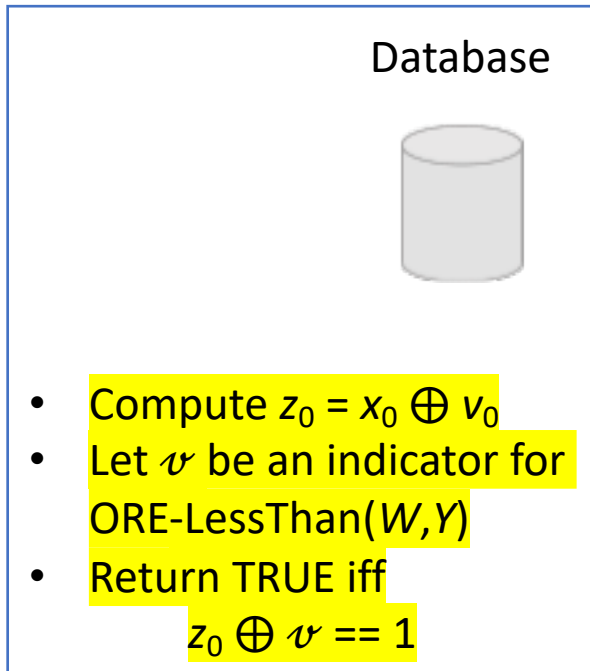 Database
• Compute z₀ = x₀ ⊕ v₀
• Let 𝓋 be an indicator for
ORE-LessThan(W,Y)
• Return TRUE iff
z₀ ⊕ 𝓋 == 1